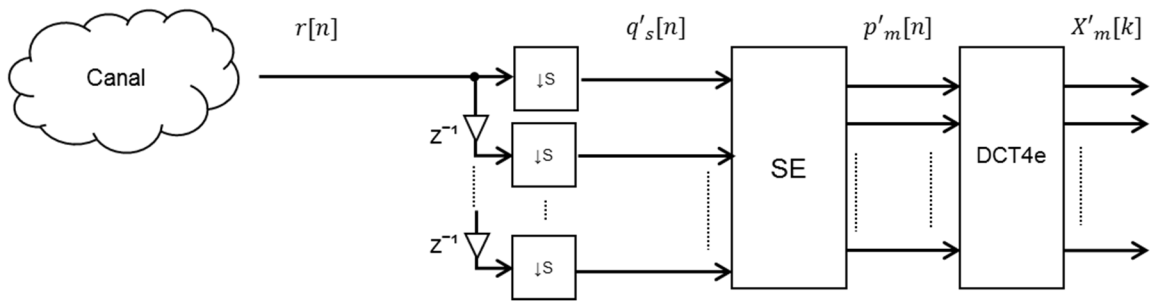 r[n]
q′ₛ[n]
p′ₘ[n]
X′ₘ[k]
Canal
↓S
z⁻¹
↓S
SE
DCT4e
z⁻¹
↓S